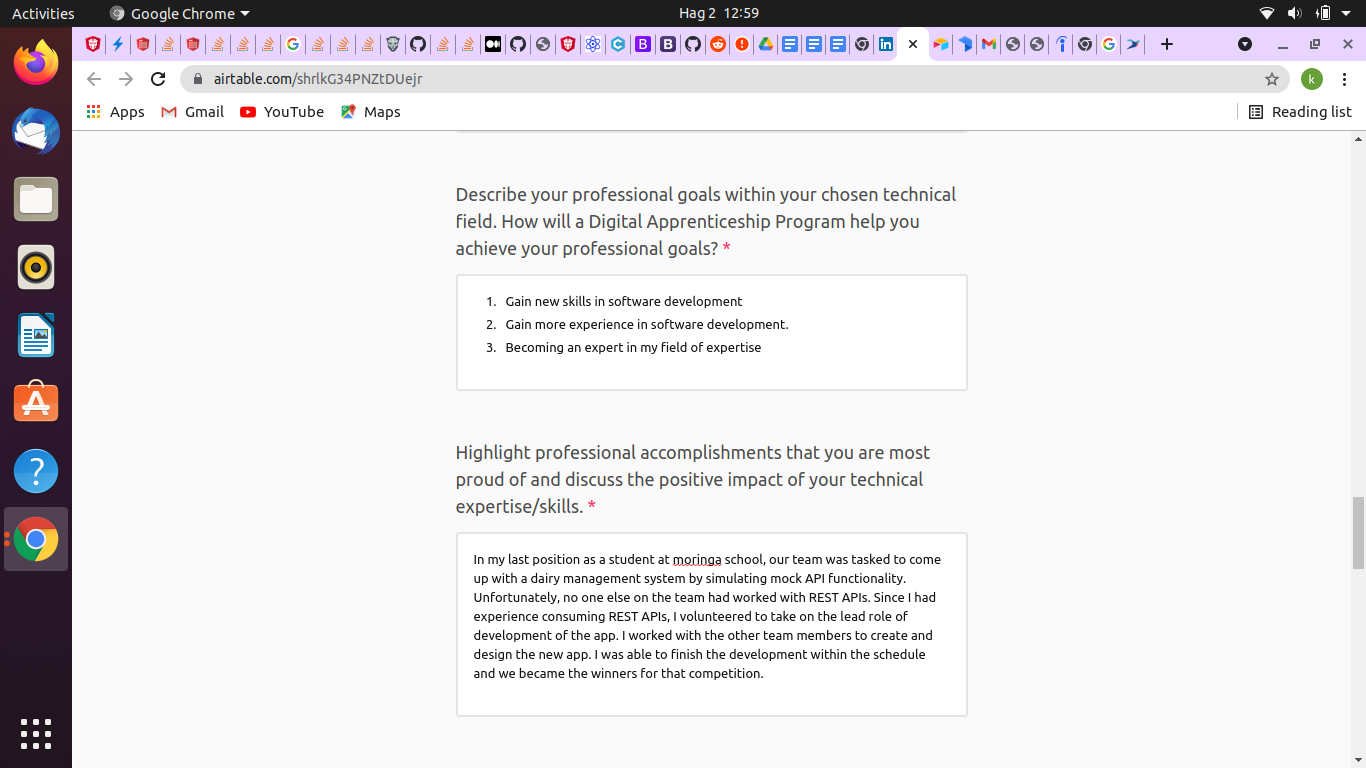 Activities
Google Chrome
Hag 2 12:59
airtable.com/shrlkG34PNZtDUejr
k
Apps
Gmail
YouTube
Maps
Reading list
Describe your professional goals within your chosen technical
field. How will a Digital Apprenticeship Program help you
achieve your professional goals? *
1. Gain new skills in software development
2. Gain more experience in software development.
3. Becoming an expert in my field of expertise
Highlight professional accomplishments that you are most
proud of and discuss the positive impact of your technical
expertise/skills. *
In my last position as a student at moringa school, our team was tasked to come
up with a dairy management system by simulating mock API functionality.
Unfortunately, no one else on the team had worked with REST APIs. Since I had
experience consuming REST APIs, I volunteered to take on the lead role of
development of the app. I worked with the other team members to create and
design the new app. I was able to finish the development within the schedule
and we became the winners for that competition.